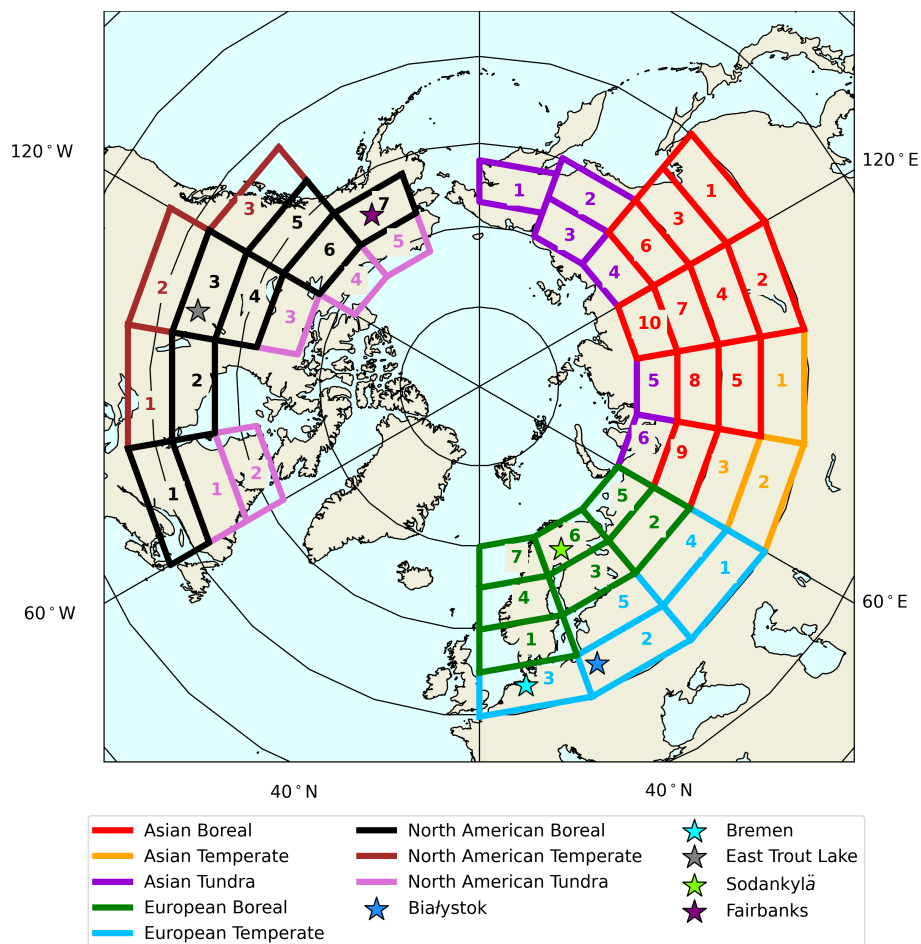 120°W
120°E
60°W
60°E
40°N
40°N
1
2
3
4
5
6
7
1
2
3
1
2
3
4
5
1
2
3
4
5
6
1
2
3
4
5
6
7
8
9
10
1
2
3
1
2
3
4
5
6
7
1
2
3
4
5
Asian Boreal
Asian Temperate
Asian Tundra
European Boreal
European Temperate
North American Boreal
North American Temperate
North American Tundra
Białystok
Bremen
East Trout Lake
Sodankylä
Fairbanks